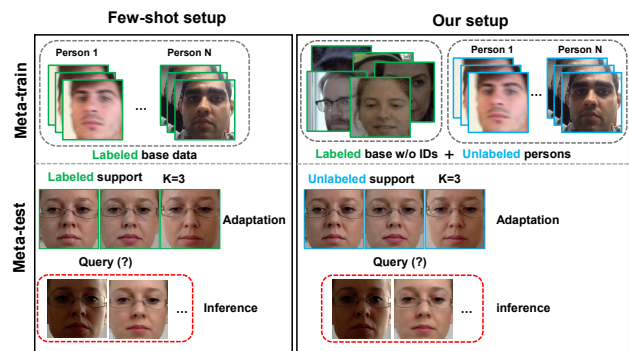 Few-shot setup
Our setup
Meta-train
Person 1
Person N
...
Labeled base data
Person 1
Person N
...
Labeled base w/o IDs + Unlabeled persons
Meta-test
Labeled support K=3
Adaptation
Query (?)
...
Inference
Unlabeled support K=3
Adaptation
Query (?)
...
inference